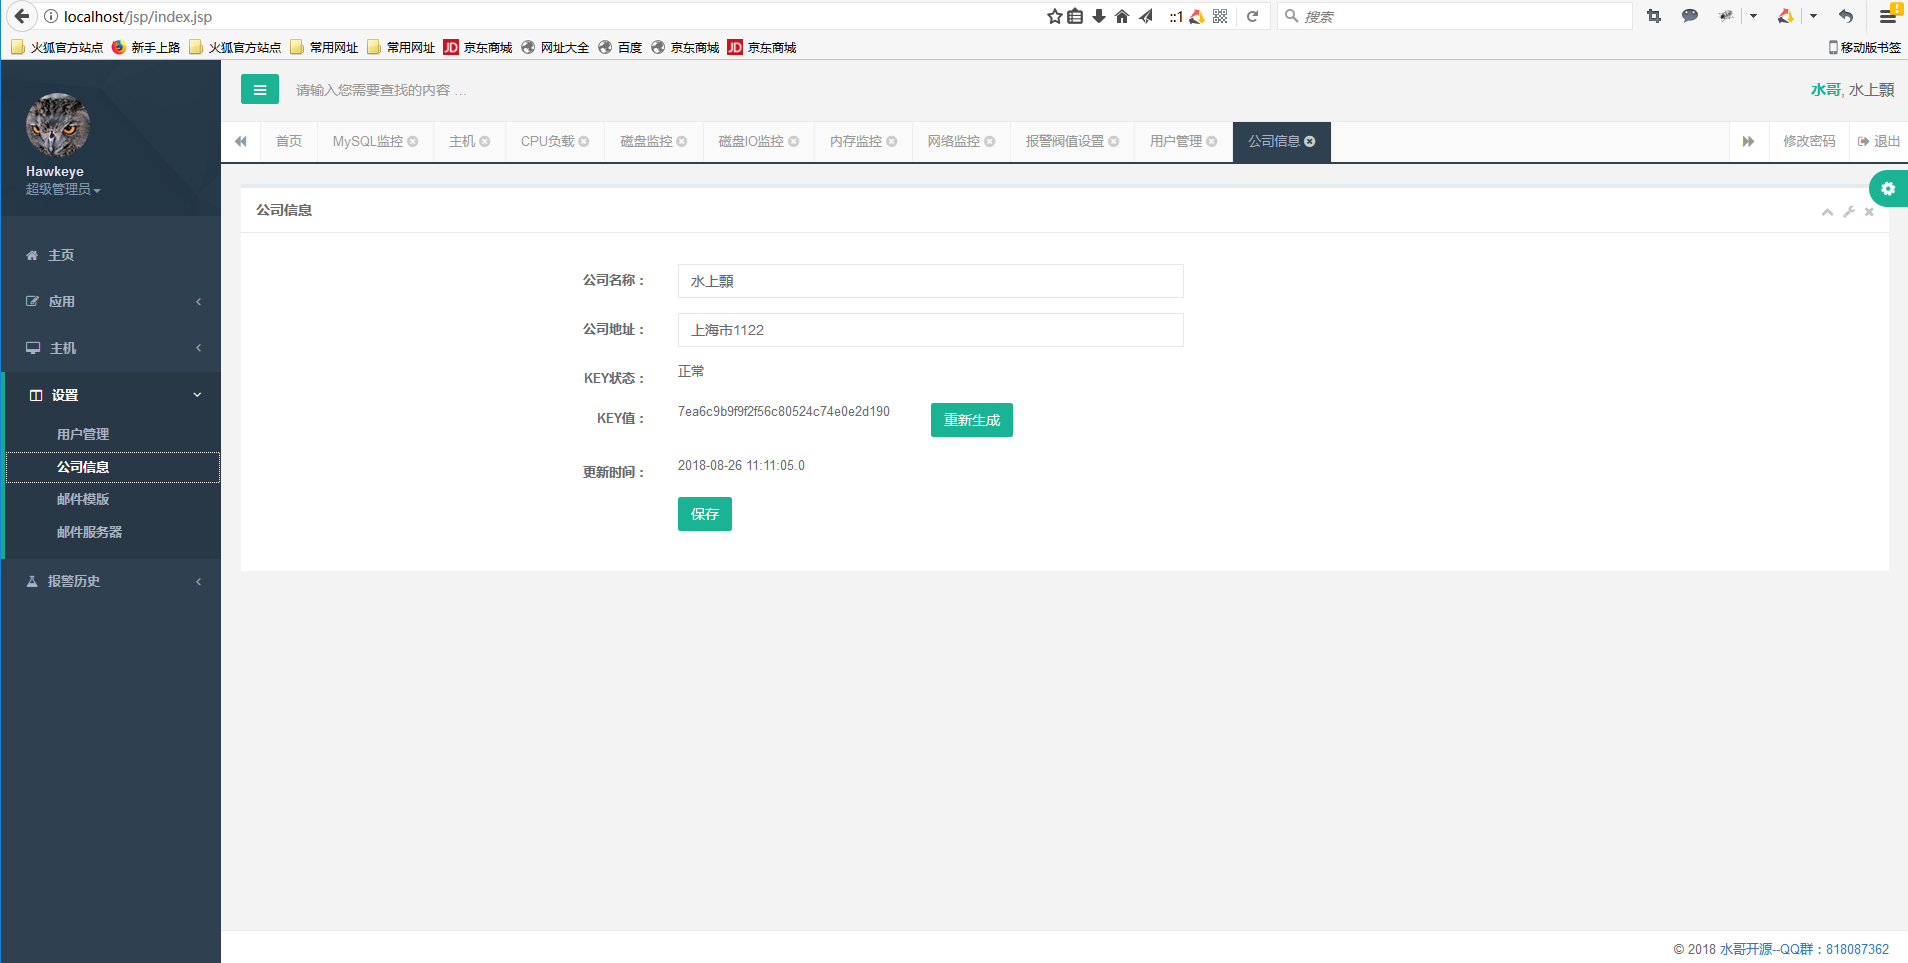 localhost/jsp/index.jsp
::1
搜索
火狐官方站点 新手上路 火狐官方站点 常用网址 常用网址 JD 京东商城 网址大全 百度 京东商城 JD 京东商城
移动版书签
Hawkeye
超级管理员
主页
应用
主机
设置
用户管理
公司信息
邮件模版
邮件服务器
报警历史
请输入您需要查找的内容 ...
水哥, 水上顠
首页 MySQL监控 主机 CPU负载 磁盘监控 磁盘IO监控 内存监控 网络监控 报警阀值设置 用户管理 公司信息 修改密码 退出
公司信息
公司名称： 水上顠
公司地址： 上海市1122
KEY状态： 正常
KEY值： 7ea6c9b9f9f2f56c80524c74e0e2d190 重新生成
更新时间： 2018-08-26 11:11:05.0
保存
© 2018 水哥开源--QQ群：818087362